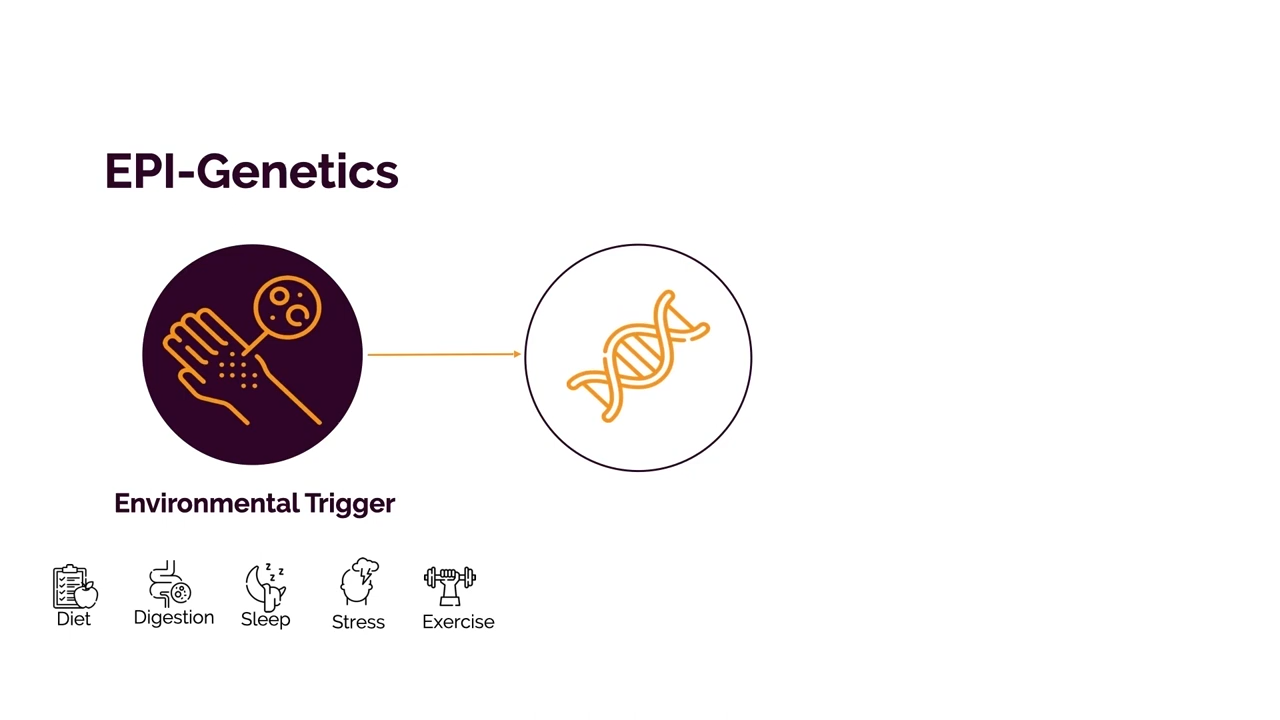 EPI-Genetics
Environmental Trigger
Diet
Digestion
Sleep
Stress
Exercise